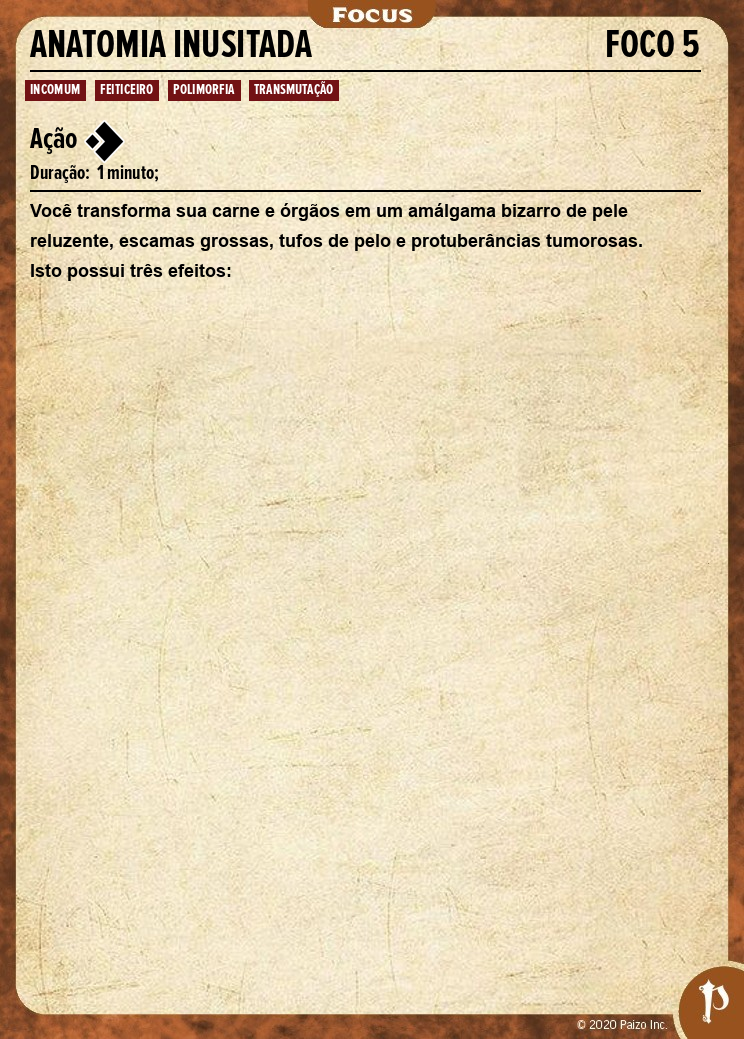 Focus
ANATOMIA INUSITADA FOCO 5
INCOMUM FEITICEIRO POLIMORFIA TRANSMUTAÇÃO
Ação
Duração: 1 minuto;
Você transforma sua carne e órgãos em um amálgama bizarro de pele
reluzente, escamas grossas, tufos de pelo e protuberâncias tumorosas.
Isto possui três efeitos:
© 2020 Paizo Inc.